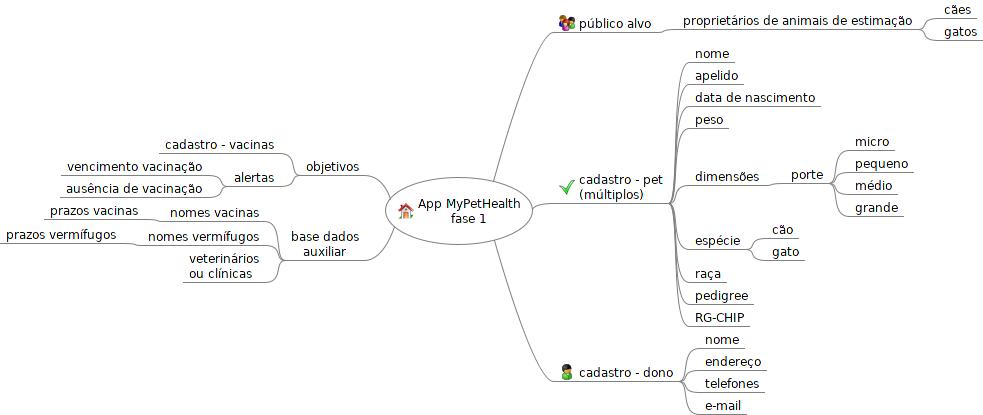 App MyPetHealth
fase 1
público alvo
proprietários de animais de estimação
cães
gatos
cadastro - pet
(múltiplos)
nome
apelido
data de nascimento
peso
dimensões
porte
micro
pequeno
médio
grande
espécie
cão
gato
raça
pedigree
RG-CHIP
cadastro - dono
nome
endereço
telefones
e-mail
objetivos
cadastro - vacinas
alertas
vencimento vacinação
ausência de vacinação
base dados
auxiliar
nomes vacinas
prazos vacinas
nomes vermífugos
prazos vermífugos
veterinários
ou clínicas